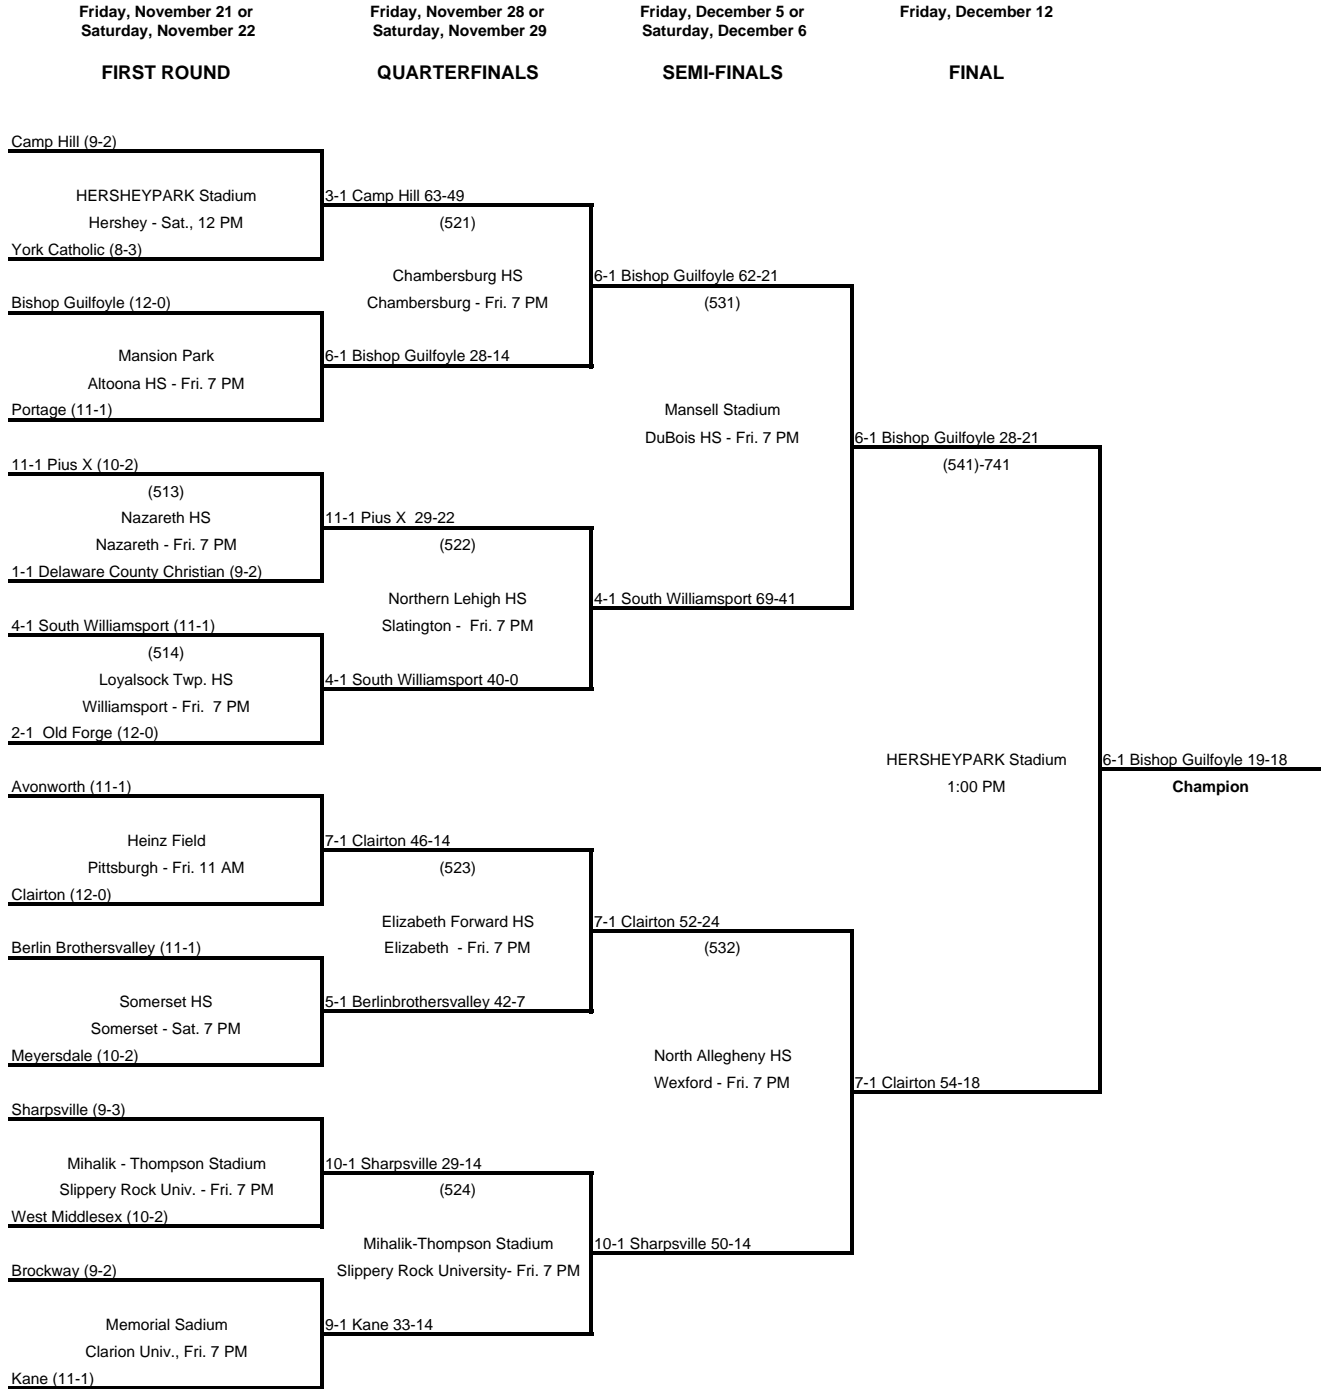 Friday, November 21 or
Saturday, November 22
FIRST ROUND
Friday, November 28 or
Saturday, November 29
QUARTERFINALS
Friday, December 5 or
Saturday, December 6
SEMI-FINALS
Friday, December 12
FINAL
Camp Hill (9-2)
HERSHEYPARK Stadium
Hershey - Sat., 12 PM
York Catholic (8-3)
Bishop Guilfoyle (12-0)
Mansion Park
Altoona HS - Fri. 7 PM
Portage (11-1)
11-1 Pius X (10-2)
(513)
Nazareth HS
Nazareth - Fri. 7 PM
1-1 Delaware County Christian (9-2)
4-1 South Williamsport (11-1)
(514)
Loyalsock Twp. HS
Williamsport - Fri.  7 PM
2-1  Old Forge (12-0)
Avonworth (11-1)
Heinz Field
Pittsburgh - Fri. 11 AM
Clairton (12-0)
Berlin Brothersvalley (11-1)
Somerset HS
Somerset - Sat. 7 PM
Meyersdale (10-2)
Sharpsville (9-3)
Mihalik - Thompson Stadium
Slippery Rock Univ. - Fri. 7 PM
West Middlesex (10-2)
Brockway (9-2)
Memorial Sadium
Clarion Univ., Fri. 7 PM
Kane (11-1)
3-1 Camp Hill 63-49
(521)
Chambersburg HS
Chambersburg - Fri. 7 PM
6-1 Bishop Guilfoyle 28-14
11-1 Pius X  29-22
(522)
Northern Lehigh HS
Slatington -  Fri. 7 PM
4-1 South Williamsport 40-0
7-1 Clairton 46-14
(523)
Elizabeth Forward HS
Elizabeth  - Fri. 7 PM
5-1 Berlinbrothersvalley 42-7
10-1 Sharpsville 29-14
(524)
Mihalik-Thompson Stadium
Slippery Rock University- Fri. 7 PM
9-1 Kane 33-14
6-1 Bishop Guilfoyle 62-21
(531)
Mansell Stadium
DuBois HS - Fri. 7 PM
4-1 South Williamsport 69-41
7-1 Clairton 52-24
(532)
North Allegheny HS
Wexford - Fri. 7 PM
10-1 Sharpsville 50-14
6-1 Bishop Guilfoyle 28-21
(541)-741
HERSHEYPARK Stadium
1:00 PM
7-1 Clairton 54-18
6-1 Bishop Guilfoyle 19-18
Champion